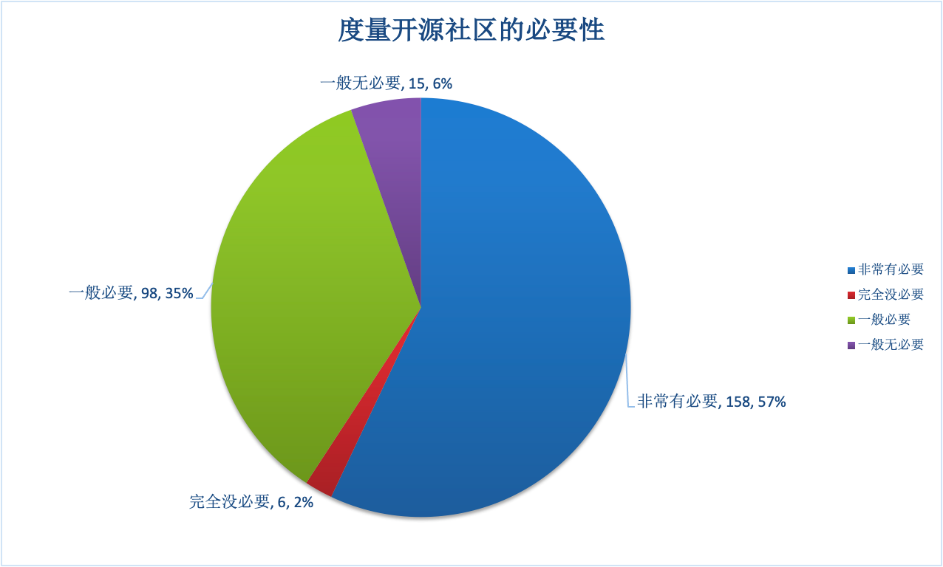 度量开源社区的必要性
一般无必要, 15, 6%
一般必要, 98, 35%
非常有必要, 158, 57%
完全没必要, 6, 2%
非常有必要
完全没必要
一般必要
一般无必要